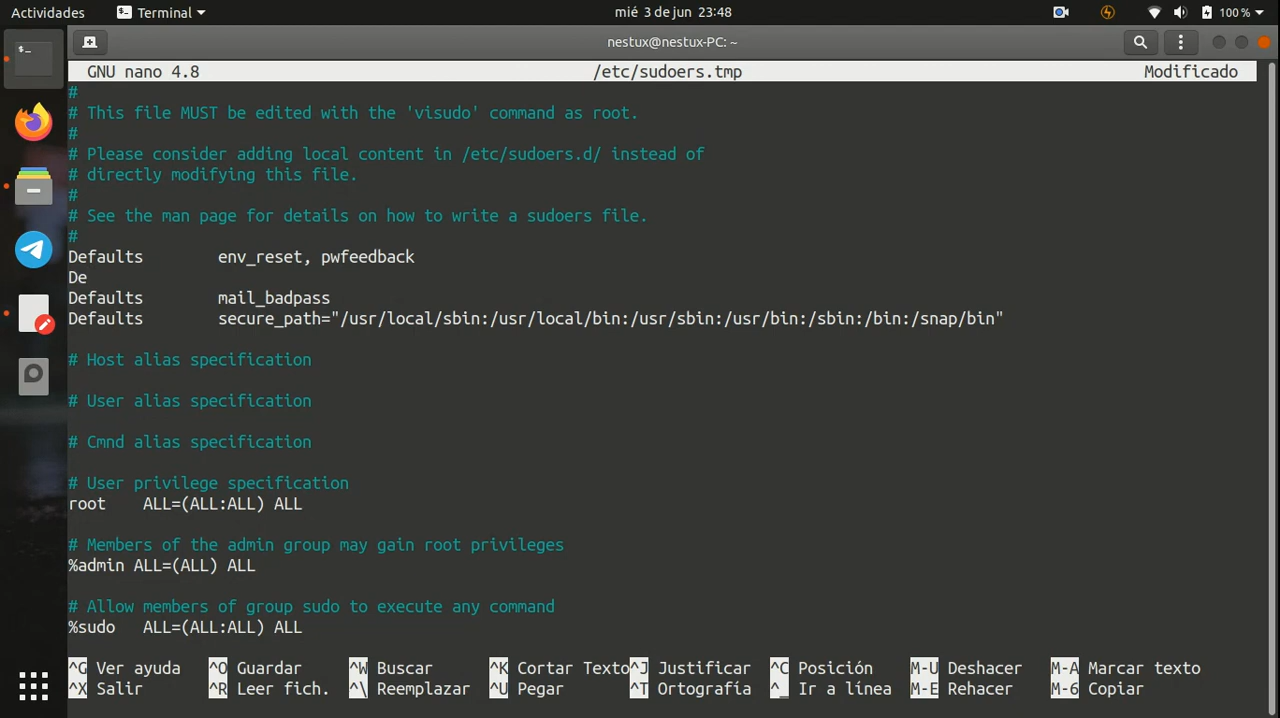 Actividades Terminal mié 3 de jun 23:48 100 %
nestux@nestux-PC: ~
GNU nano 4.8 /etc/sudoers.tmp Modificado
#
# This file MUST be edited with the 'visudo' command as root.
#
# Please consider adding local content in /etc/sudoers.d/ instead of
# directly modifying this file.
#
# See the man page for details on how to write a sudoers file.
#
Defaults env_reset, pwfeedback
De
Defaults mail_badpass
Defaults secure_path="/usr/local/sbin:/usr/local/bin:/usr/sbin:/usr/bin:/sbin:/bin:/snap/bin"
# Host alias specification
# User alias specification
# Cmnd alias specification
# User privilege specification
root ALL=(ALL:ALL) ALL
# Members of the admin group may gain root privileges
%admin ALL=(ALL) ALL
# Allow members of group sudo to execute any command
%sudo ALL=(ALL:ALL) ALL
^G Ver ayuda ^O Guardar ^W Buscar ^K Cortar Texto ^J Justificar ^C Posición M-U Deshacer M-A Marcar texto
^X Salir ^R Leer fich. ^\ Reemplazar ^U Pegar ^T Ortografía ^_ Ir a línea M-E Rehacer M-6 Copiar